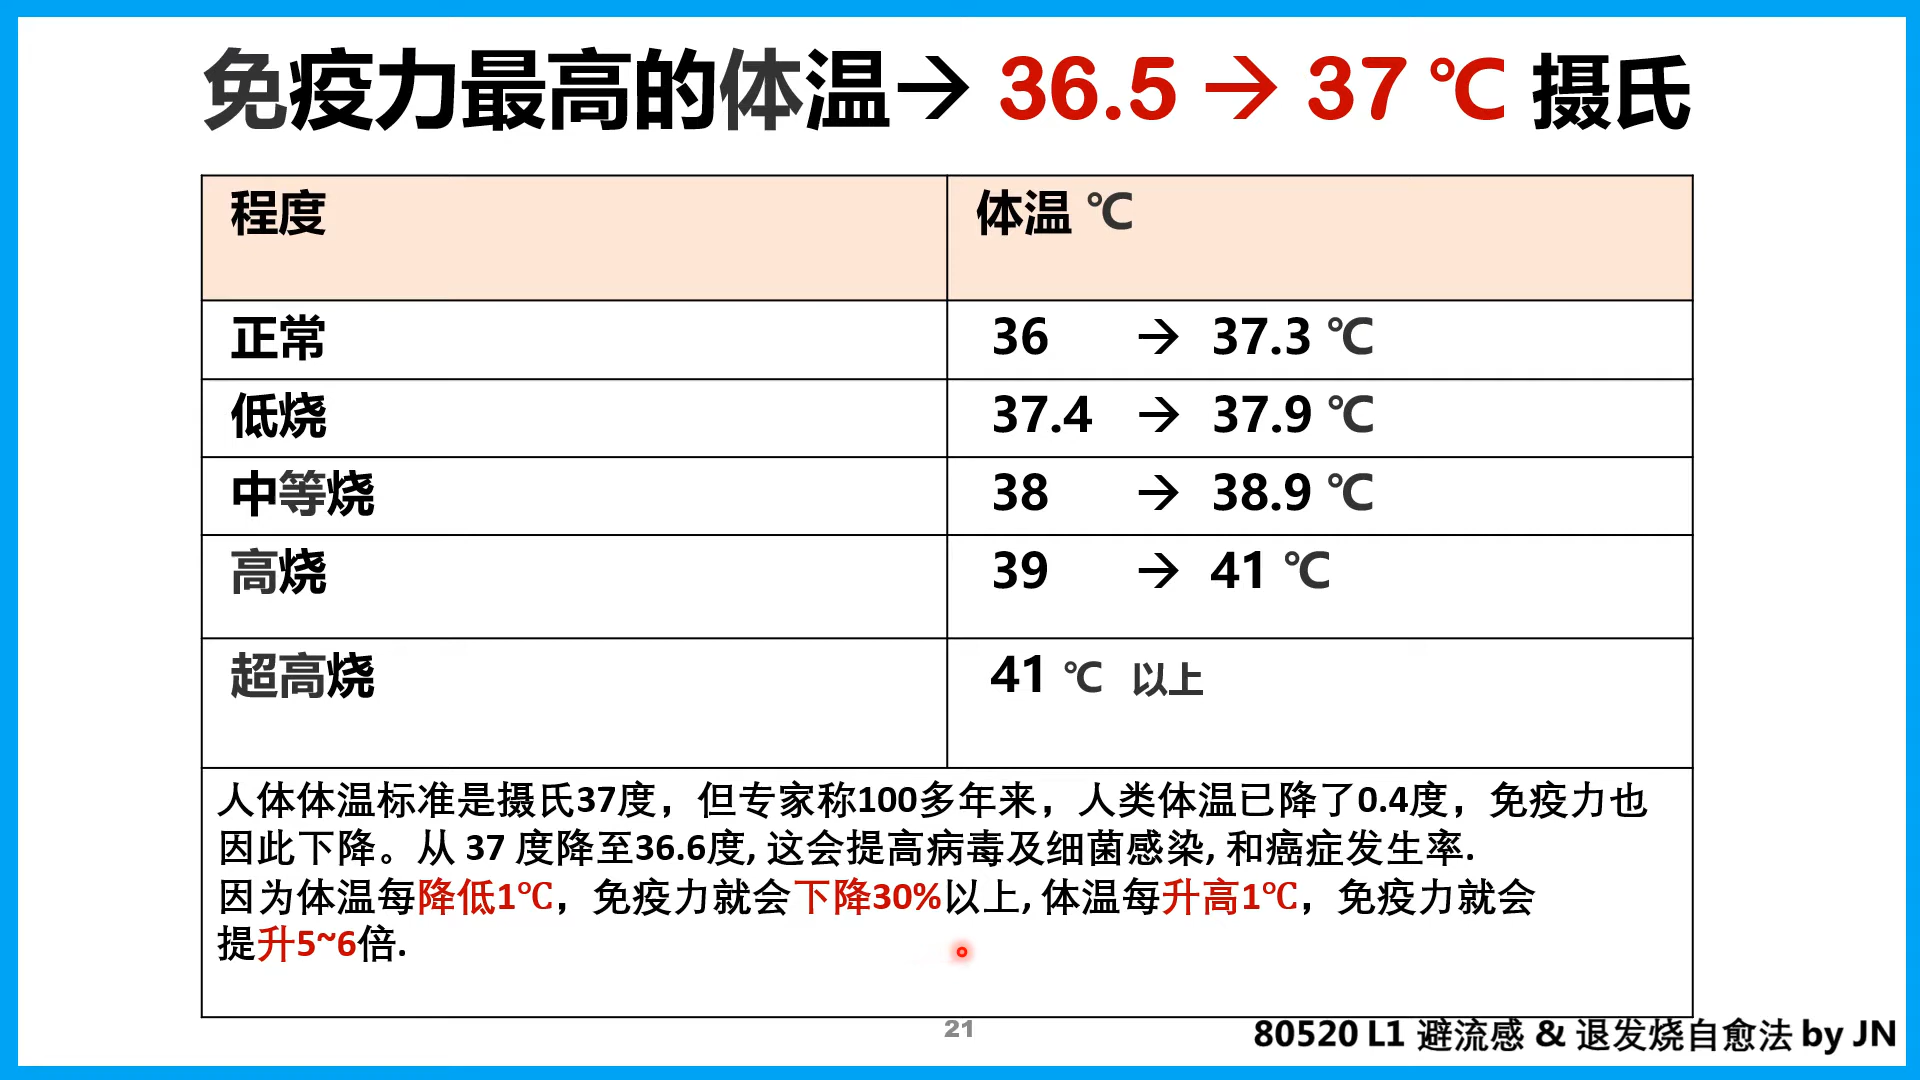 免疫力最高的体温→ 36.5 → 37 ℃ 摄氏
程度 体温 ℃
正常 36 → 37.3 ℃
低烧 37.4 → 37.9 ℃
中等烧 38 → 38.9 ℃
高烧 39 → 41 ℃
超高烧 41 ℃ 以上
人体体温标准是摄氏37度，但专家称100多年来，人类体温已降了0.4度，免疫力也
因此下降。从 37 度降至36.6度, 这会提高病毒及细菌感染, 和癌症发生率.
因为体温每降低1℃，免疫力就会下降30%以上, 体温每升高1℃，免疫力就会
提升5~6倍.
21
80520 L1 避流感 & 退发烧自愈法 by JN